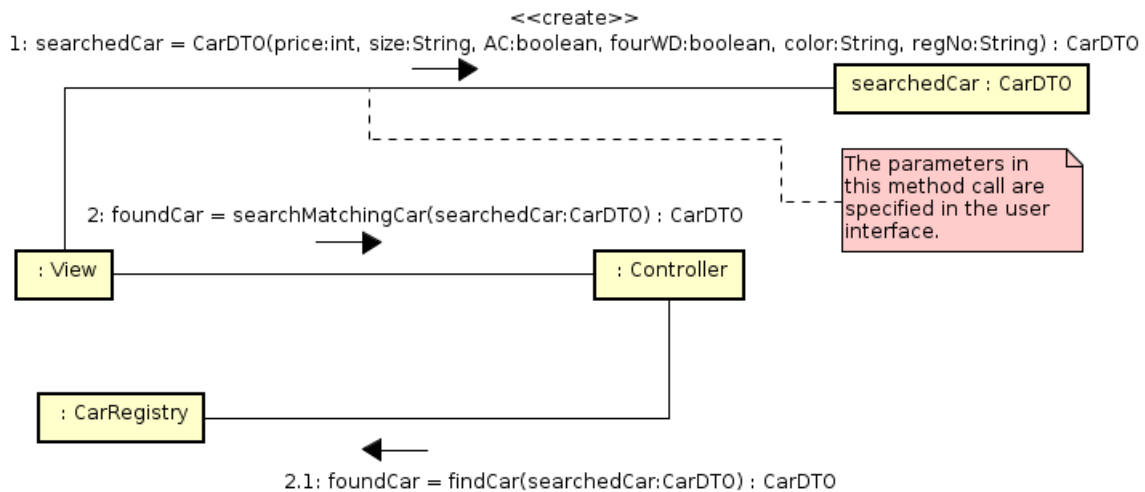 <<create>>
1: searchedCar = CarDTO(price:int, size:String, AC:boolean, fourWD:boolean, color:String, regNo:String) : CarDTO
searchedCar : CarDTO
The parameters in
this method call are
specified in the user
interface.
2: foundCar = searchMatchingCar(searchedCar:CarDTO) : CarDTO
: View
: Controller
: CarRegistry
2.1: foundCar = findCar(searchedCar:CarDTO) : CarDTO